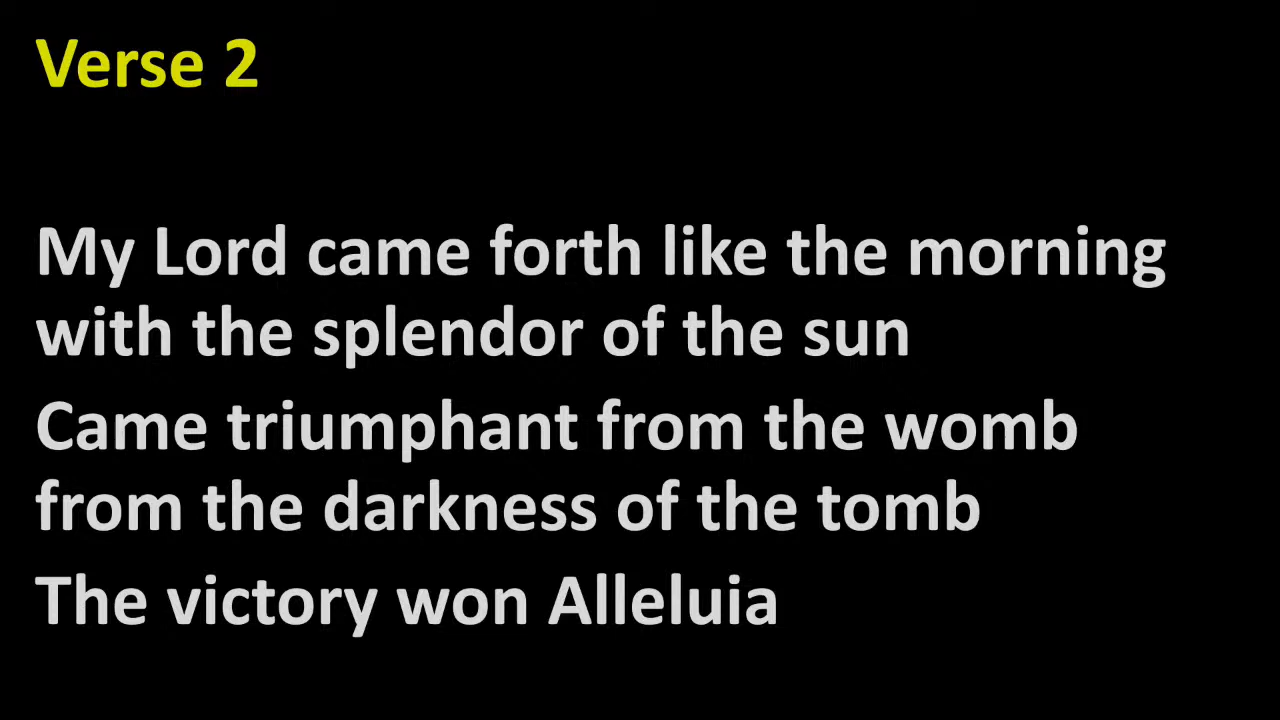 Verse 2
My Lord came forth like the morning
with the splendor of the sun
Came triumphant from the womb
from the darkness of the tomb
The victory won Alleluia